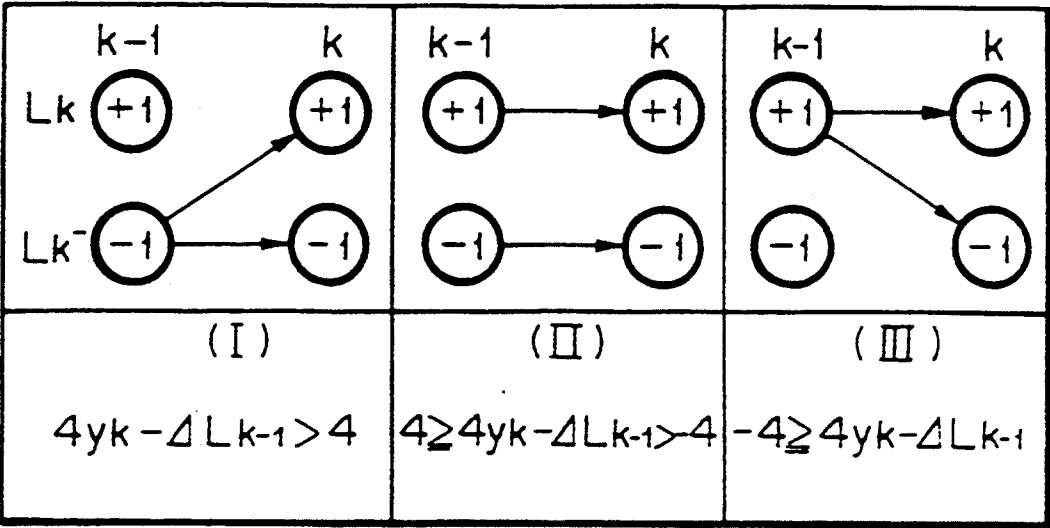 k-1 k k-1 k k-1 k
Lk +1 +1 +1 +1 +1 +1
Lk⁻ -1 -1 -1 -1 -1 -1
(I) (II) (III)
4yk-ΔLk-1>4 4≧4yk-ΔLk-1>-4 -4≧4yk-ΔLk-1